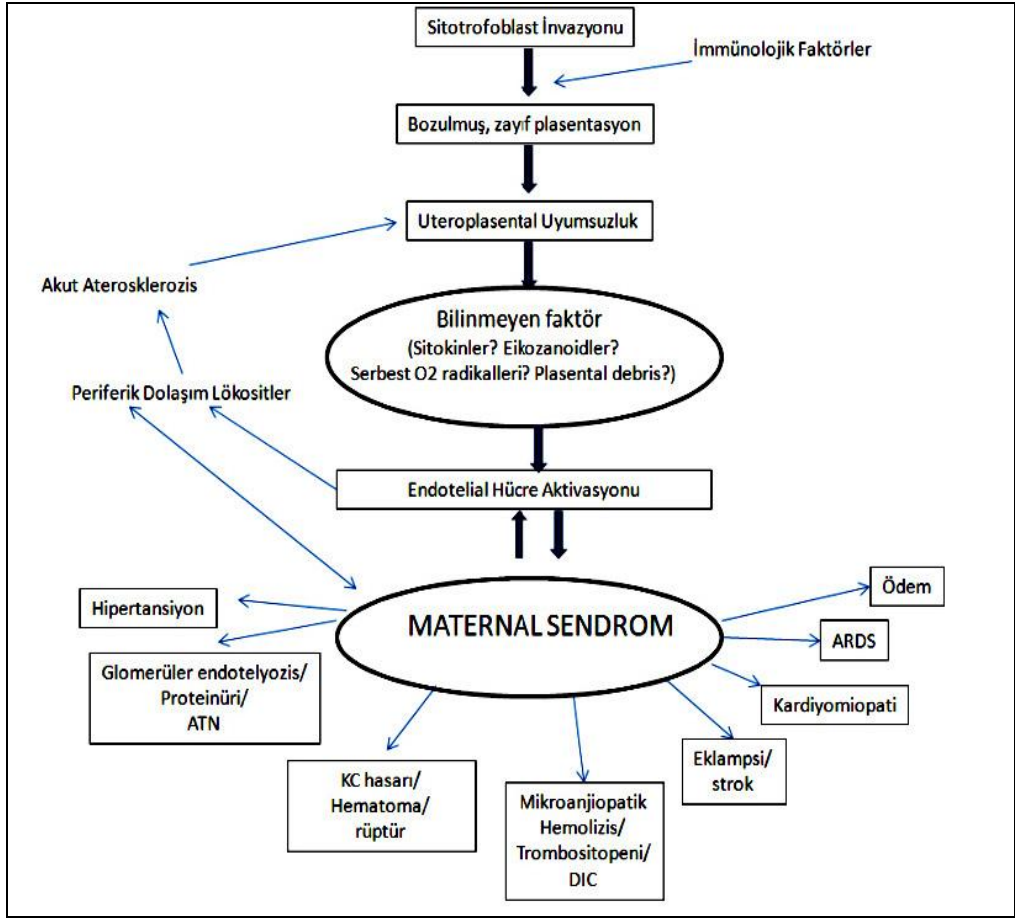 Sitotrofoblast İnvazyonu
İmmünolojik Faktörler
Bozulmuş, zayıf plasentasyon
Uteroplasental Uyumsuzluk
Akut Aterosklerozis
Bilinmeyen faktör
(Sitokinler? Eikozanoidler?
Serbest O2 radikalleri? Plasental debris?)
Periferik Dolaşım Lökositler
Endotelial Hücre Aktivasyonu
MATERNAL SENDROM
Hipertansiyon
Glomerüler endotelyozis/
Proteinüri/
ATN
KC hasarı/
Hematoma/
rüptür
Mikroanjiopatik
Hemolizis/
Trombositopeni/
DIC
Eklampsi/
strok
Kardiyomiopati
ARDS
Ödem